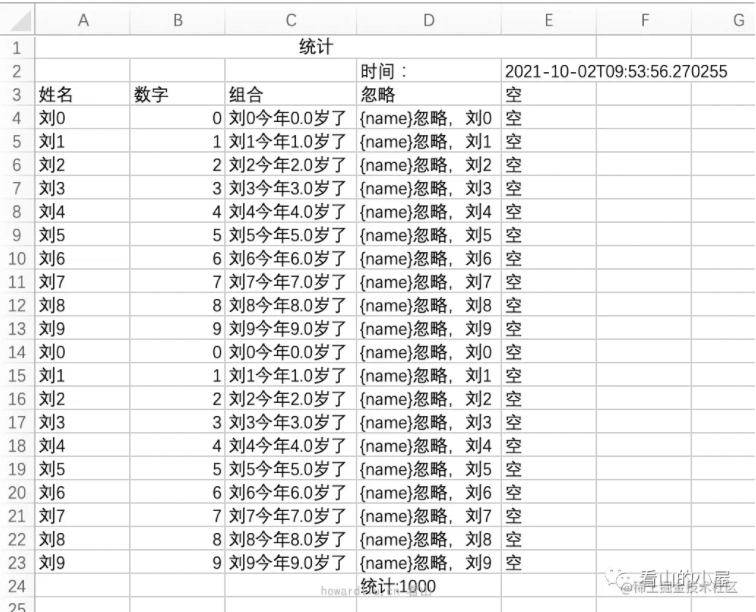 A B C D E F G
1 统计
2 时间： 2021-10-02T09:53:56.270255
3 姓名 数字 组合 忽略 空
4 刘0 0 刘0今年0.0岁了 {name}忽略，刘0 空
5 刘1 1 刘1今年1.0岁了 {name}忽略，刘1 空
6 刘2 2 刘2今年2.0岁了 {name}忽略，刘2 空
7 刘3 3 刘3今年3.0岁了 {name}忽略，刘3 空
8 刘4 4 刘4今年4.0岁了 {name}忽略，刘4 空
9 刘5 5 刘5今年5.0岁了 {name}忽略，刘5 空
10 刘6 6 刘6今年6.0岁了 {name}忽略，刘6 空
11 刘7 7 刘7今年7.0岁了 {name}忽略，刘7 空
12 刘8 8 刘8今年8.0岁了 {name}忽略，刘8 空
13 刘9 9 刘9今年9.0岁了 {name}忽略，刘9 空
14 刘0 0 刘0今年0.0岁了 {name}忽略，刘0 空
15 刘1 1 刘1今年1.0岁了 {name}忽略，刘1 空
16 刘2 2 刘2今年2.0岁了 {name}忽略，刘2 空
17 刘3 3 刘3今年3.0岁了 {name}忽略，刘3 空
18 刘4 4 刘4今年4.0岁了 {name}忽略，刘4 空
19 刘5 5 刘5今年5.0岁了 {name}忽略，刘5 空
20 刘6 6 刘6今年6.0岁了 {name}忽略，刘6 空
21 刘7 7 刘7今年7.0岁了 {name}忽略，刘7 空
22 刘8 8 刘8今年8.0岁了 {name}忽略，刘8 空
23 刘9 9 刘9今年9.0岁了 {name}忽略，刘9 空
看山的小屋
24 统计:1000
@稀土掘金技术社区
25